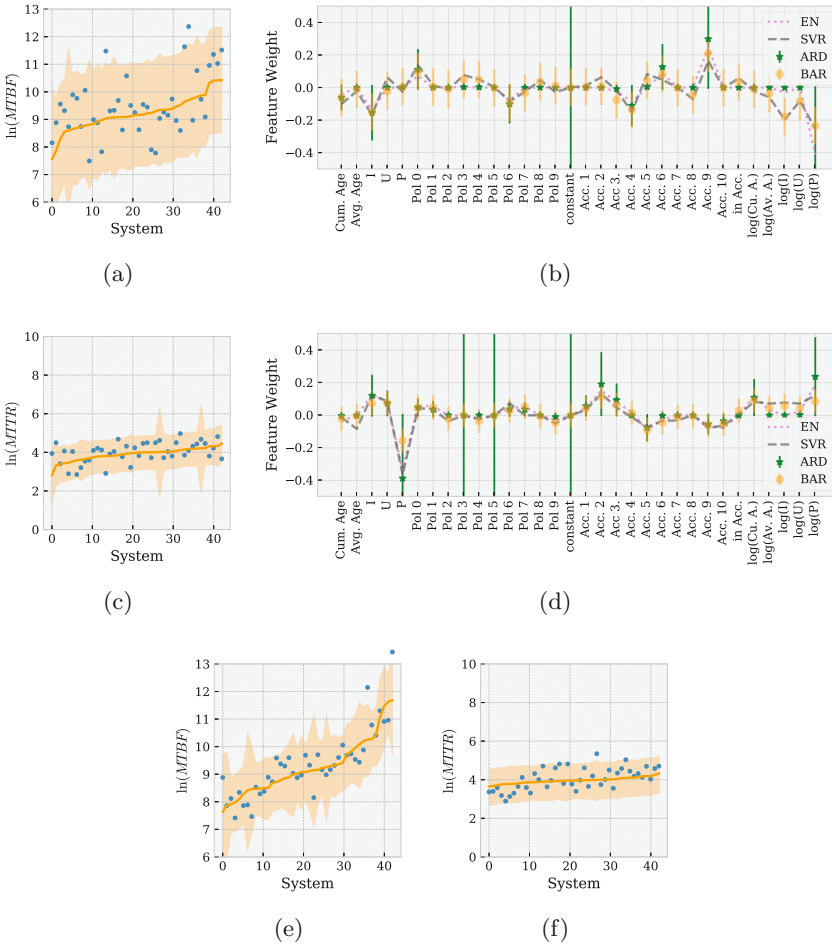 13
12
11
10
9
8
7
6
ln(MTBF)
0 10 20 30 40
System
(a)
0.4
0.2
0.0
−0.2
−0.4
Feature Weight
EN
SVR
ARD
BAR
Cum. Age
Avg. Age
I
U
P
Pol 0
Pol 1
Pol 2
Pol 3
Pol 4
Pol 5
Pol 6
Pol 7
Pol 8
Pol 9
constant
Acc. 1
Acc. 2
Acc 3.
Acc. 4
Acc. 5
Acc. 6
Acc. 7
Acc. 8
Acc. 9
Acc. 10
in Acc.
log(Cu. A.)
log(Av. A.)
log(I)
log(U)
log(P)
(b)
10
8
6
4
2
0
ln(MTTR)
0 10 20 30 40
System
(c)
0.4
0.2
0.0
−0.2
−0.4
Feature Weight
EN
SVR
ARD
BAR
Cum. Age
Avg. Age
I
U
P
Pol 0
Pol 1
Pol 2
Pol 3
Pol 4
Pol 5
Pol 6
Pol 7
Pol 8
Pol 9
constant
Acc. 1
Acc. 2
Acc 3.
Acc. 4
Acc. 5
Acc. 6
Acc. 7
Acc. 8
Acc. 9
Acc. 10
in Acc.
log(Cu. A.)
log(Av. A.)
log(I)
log(U)
log(P)
(d)
13
12
11
10
9
8
7
6
ln(MTBF)
0 10 20 30 40
System
(e)
10
8
6
4
2
0
ln(MTTR)
0 10 20 30 40
System
(f)